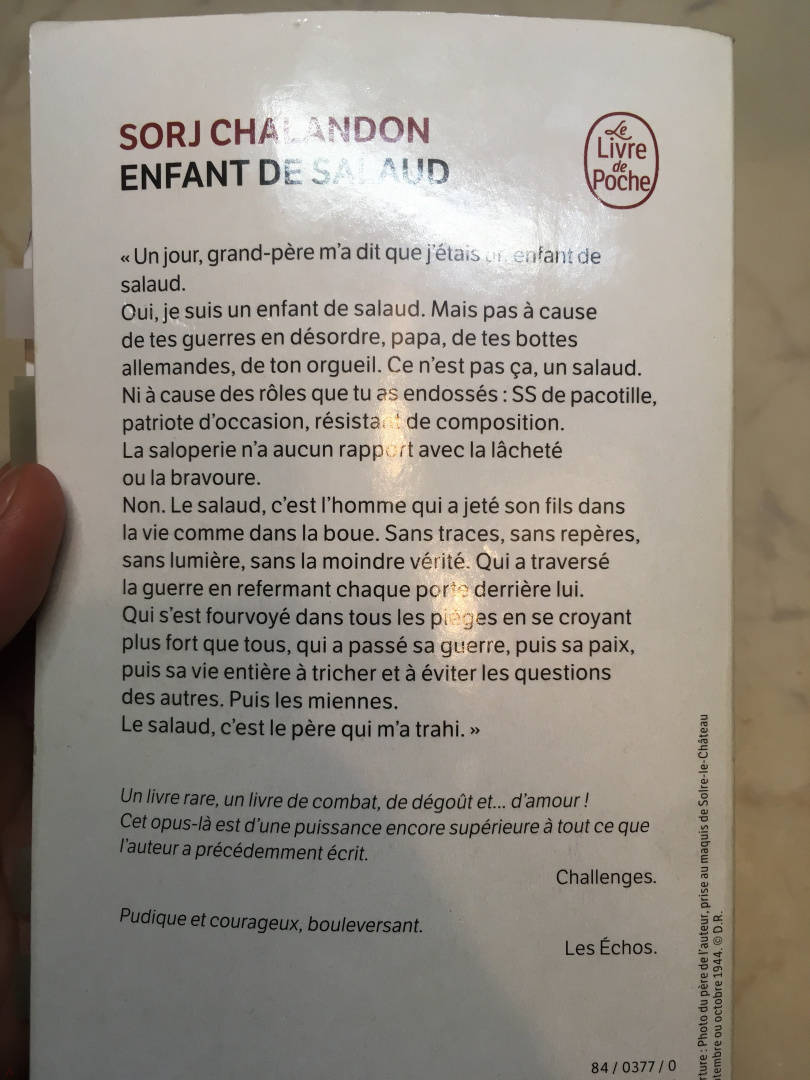 SORJ CHALANDON
ENFANT DE SALAUD
Le
Livre
de
Poche
« Un jour, grand-père m'a dit que j'étais un enfant de
salaud.
Oui, je suis un enfant de salaud. Mais pas à cause
de tes guerres en désordre, papa, de tes bottes
allemandes, de ton orgueil. Ce n'est pas ça, un salaud.
Ni à cause des rôles que tu as endossés : SS de pacotille,
patriote d'occasion, résistant de composition.
La saloperie n'a aucun rapport avec la lâcheté
ou la bravoure.
Non. Le salaud, c'est l'homme qui a jeté son fils dans
la vie comme dans la boue. Sans traces, sans repères,
sans lumière, sans la moindre vérité. Qui a traversé
la guerre en refermant chaque porte derrière lui.
Qui s'est fourvoyé dans tous les pièges en se croyant
plus fort que tous, qui a passé sa guerre, puis sa paix,
puis sa vie entière à tricher et à éviter les questions
des autres. Puis les miennes.
Le salaud, c'est le père qui m'a trahi. »
Un livre rare, un livre de combat, de dégoût et... d'amour !
Cet opus-là est d'une puissance encore supérieure à tout ce que
l'auteur a précédemment écrit.
Challenges.
Pudique et courageux, bouleversant.
Les Échos.
84 / 0377 / 0
rture : Photo du père de l'auteur, prise au maquis de Solre-le-Château
tembre ou octobre 1944. © D.R.